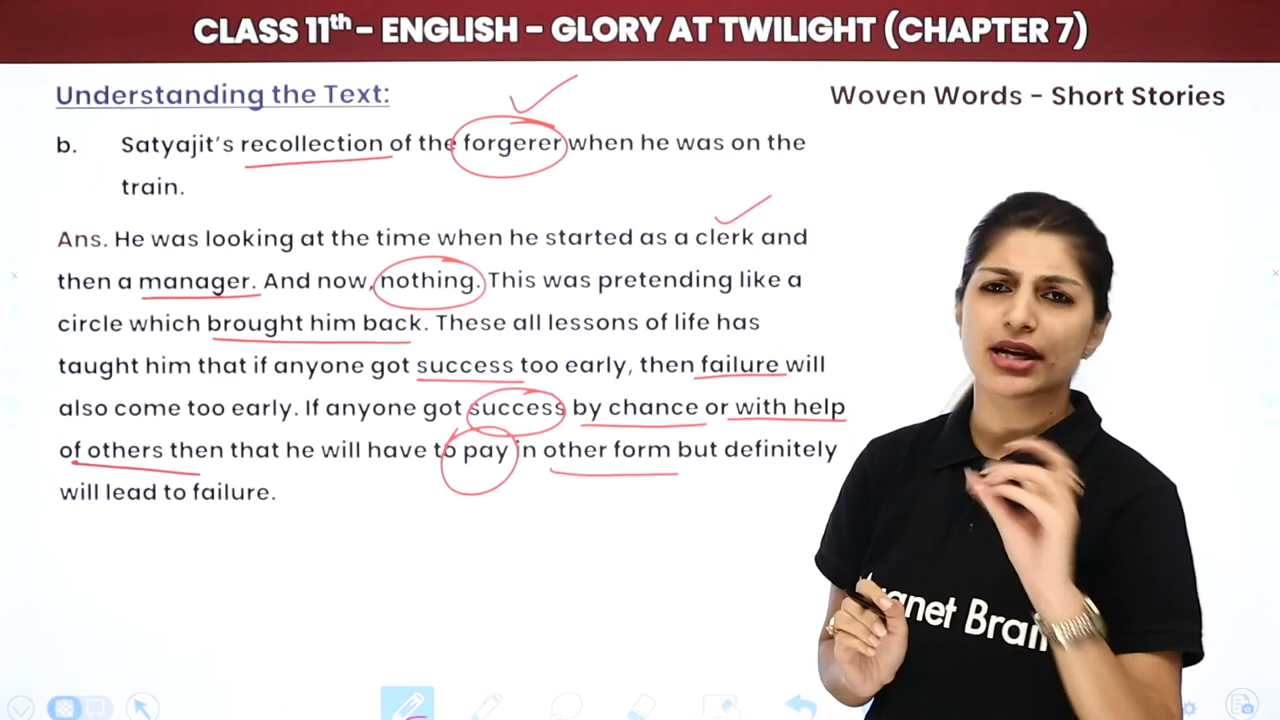 CLASS 11th - ENGLISH - GLORY AT TWILIGHT (CHAPTER 7)
Understanding the Text:
Woven Words - Short Stories
b. Satyajit's recollection of the forgerer when he was on the
train.
Ans. He was looking at the time when he started as a clerk and
then a manager. And now, nothing. This was pretending like a
circle which brought him back. These all lessons of life has
taught him that if anyone got success too early, then failure will
also come too early. If anyone got success by chance or with help
of others then that he will have to pay in other form but definitely
will lead to failure.
anet Brai